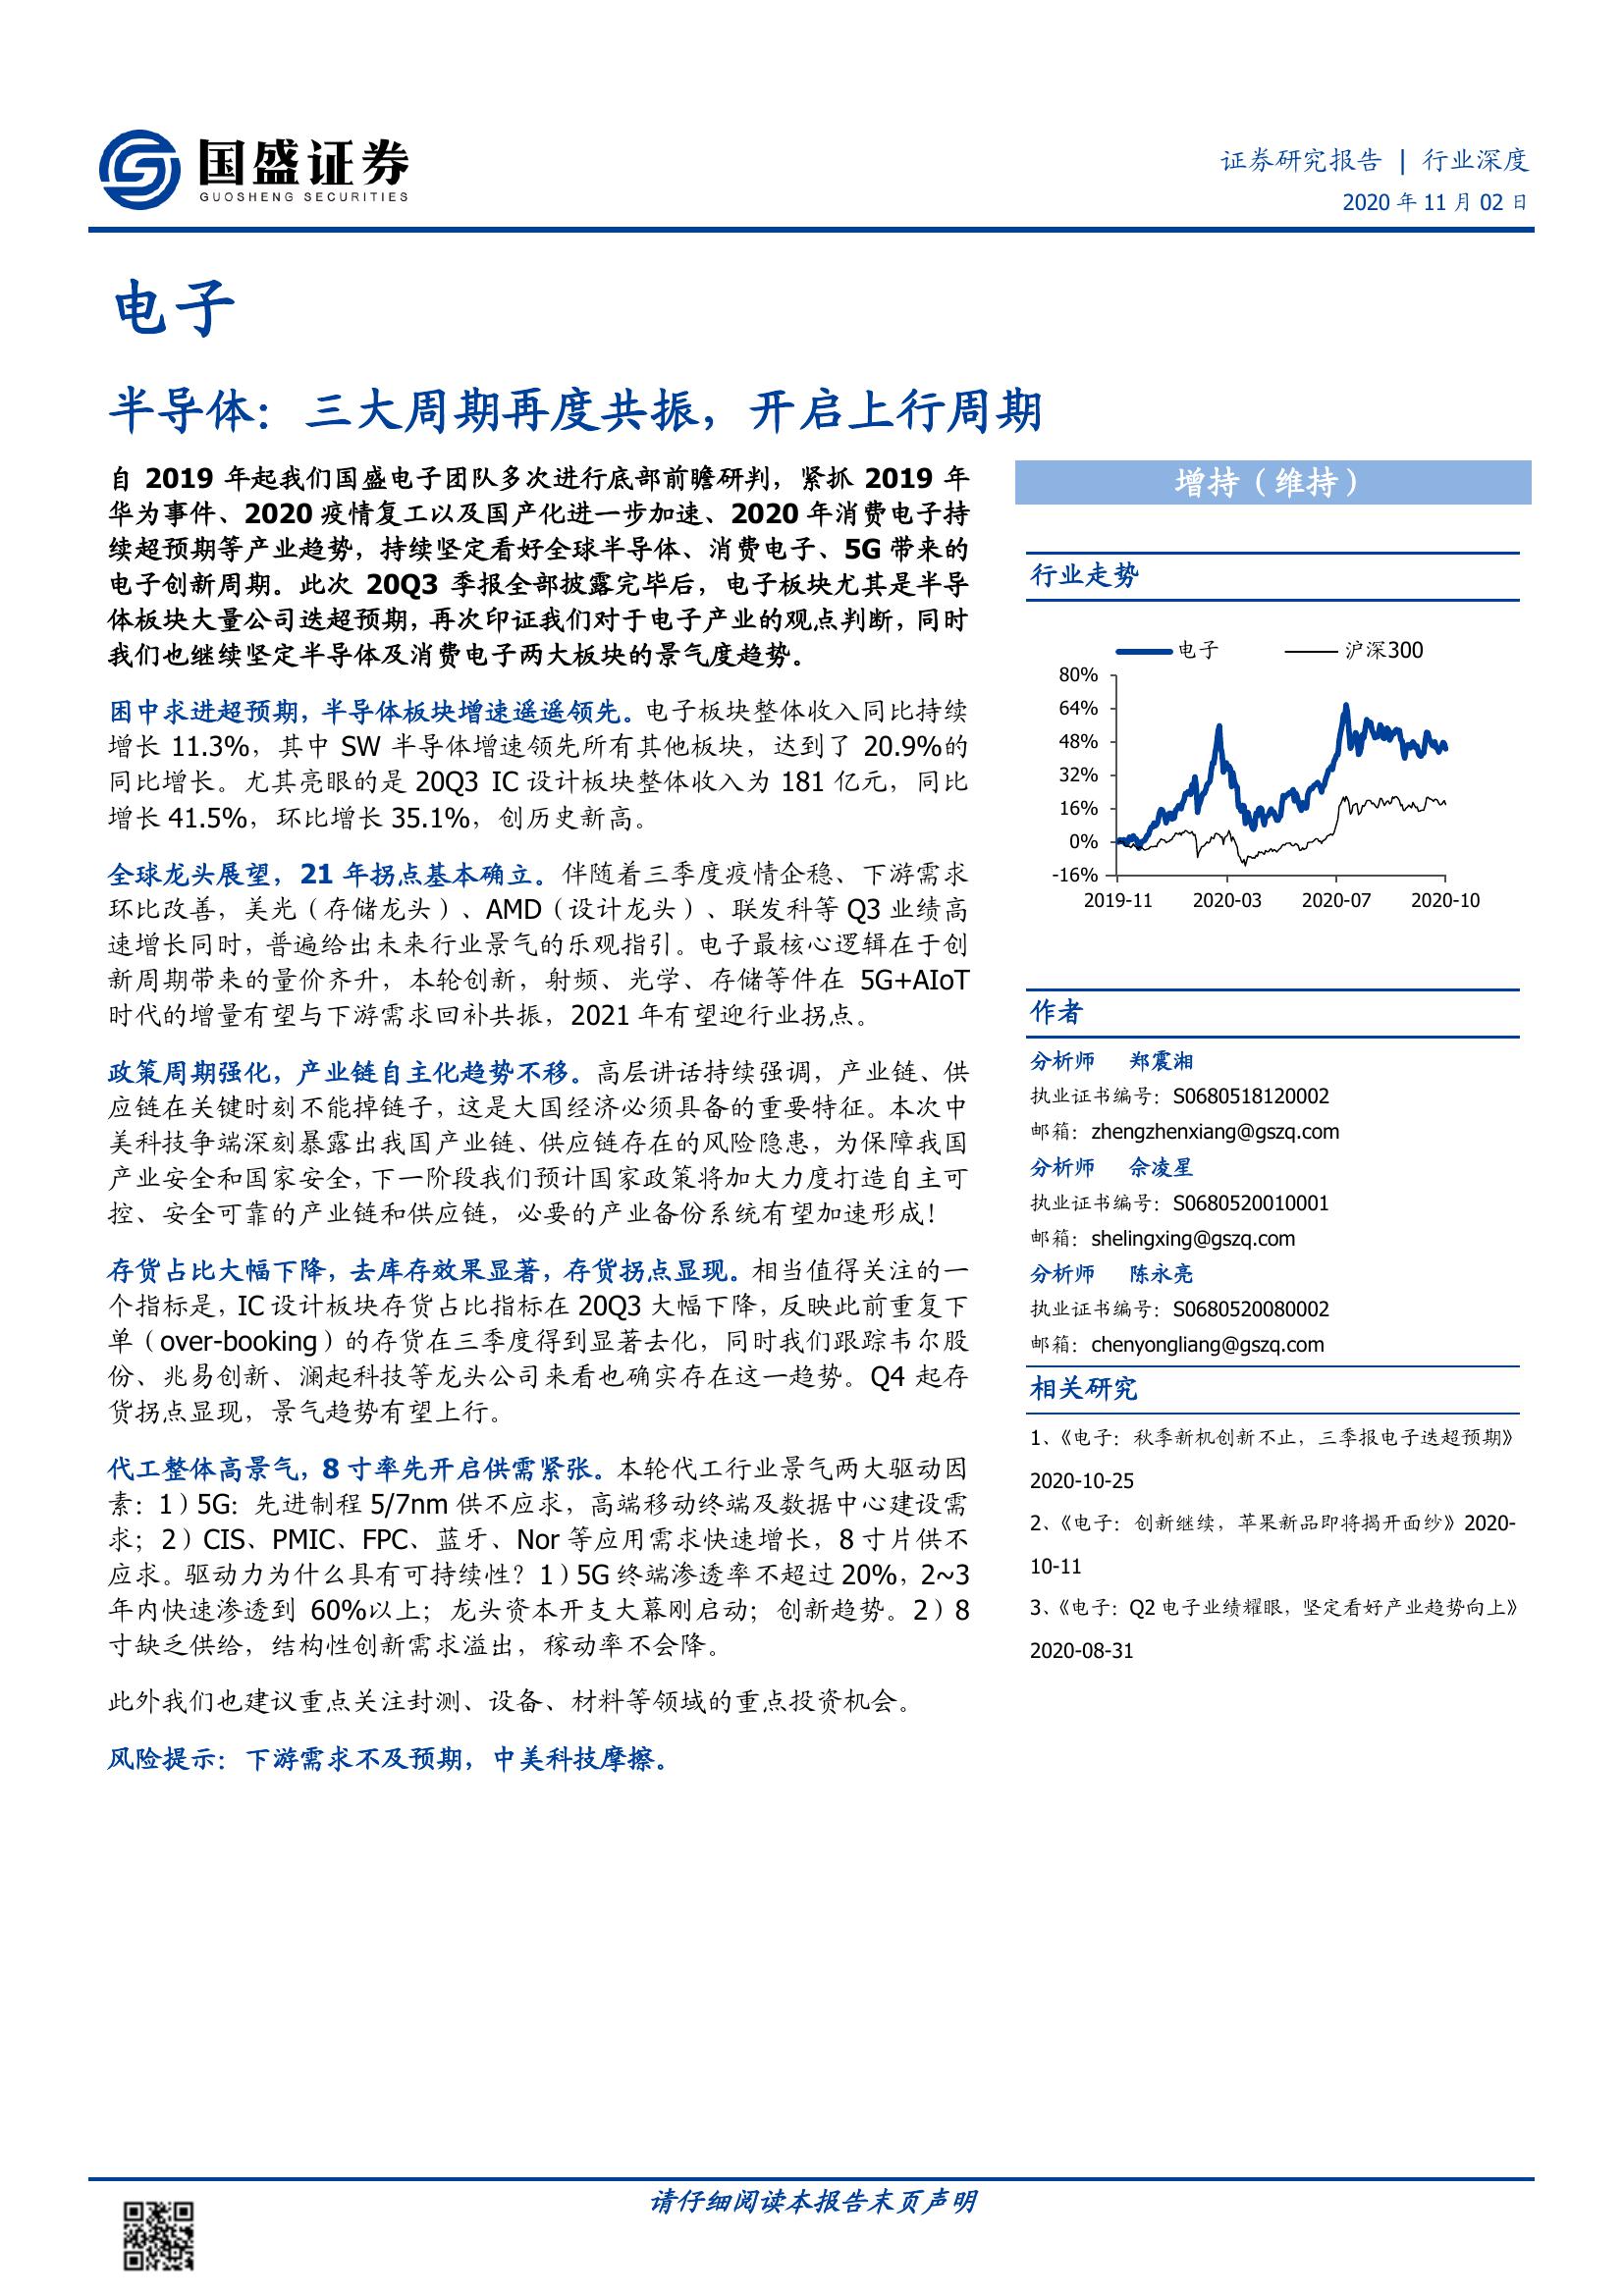 国盛证券
GUOSHENG SECURITIES
证券研究报告 | 行业深度
2020 年 11 月 02 日
电子
半导体：三大周期再度共振，开启上行周期
自 2019 年起我们国盛电子团队多次进行底部前瞻研判，紧抓 2019 年
华为事件、2020 疫情复工以及国产化进一步加速、2020 年消费电子持
续超预期等产业趋势，持续坚定看好全球半导体、消费电子、5G 带来的
电子创新周期。此次 20Q3 季报全部披露完毕后，电子板块尤其是半导
体板块大量公司迭超预期，再次印证我们对于电子产业的观点判断，同时
我们也继续坚定半导体及消费电子两大板块的景气度趋势。
困中求进超预期，半导体板块增速遥遥领先。电子板块整体收入同比持续
增长 11.3%，其中 SW 半导体增速领先所有其他板块，达到了 20.9%的
同比增长。尤其亮眼的是 20Q3 IC 设计板块整体收入为 181 亿元，同比
增长 41.5%，环比增长 35.1%，创历史新高。
全球龙头展望，21 年拐点基本确立。伴随着三季度疫情企稳、下游需求
环比改善，美光（存储龙头）、AMD（设计龙头）、联发科等 Q3 业绩高
速增长同时，普遍给出未来行业景气的乐观指引。电子最核心逻辑在于创
新周期带来的量价齐升，本轮创新，射频、光学、存储等件在 5G+AIoT
时代的增量有望与下游需求回补共振，2021 年有望迎行业拐点。
政策周期强化，产业链自主化趋势不移。高层讲话持续强调，产业链、供
应链在关键时刻不能掉链子，这是大国经济必须具备的重要特征。本次中
美科技争端深刻暴露出我国产业链、供应链存在的风险隐患，为保障我国
产业安全和国家安全，下一阶段我们预计国家政策将加大力度打造自主可
控、安全可靠的产业链和供应链，必要的产业备份系统有望加速形成！
存货占比大幅下降，去库存效果显著，存货拐点显现。相当值得关注的一
个指标是，IC 设计板块存货占比指标在 20Q3 大幅下降，反映此前重复下
单（over-booking）的存货在三季度得到显著去化，同时我们跟踪韦尔股
份、兆易创新、澜起科技等龙头公司来看也确实存在这一趋势。Q4 起存
货拐点显现，景气趋势有望上行。
代工整体高景气，8 寸率先开启供需紧张。本轮代工行业景气两大驱动因
素：1）5G：先进制程 5/7nm 供不应求，高端移动终端及数据中心建设需
求；2）CIS、PMIC、FPC、蓝牙、Nor 等应用需求快速增长，8 寸片供不
应求。驱动力为什么具有可持续性？1）5G 终端渗透率不超过 20%，2~3
年内快速渗透到 60%以上；龙头资本开支大幕刚启动；创新趋势。2）8
寸缺乏供给，结构性创新需求溢出，稼动率不会降。
此外我们也建议重点关注封测、设备、材料等领域的重点投资机会。
风险提示：下游需求不及预期，中美科技摩擦。
增持（维持）
行业走势
电子 沪深300
80%
64%
48%
32%
16%
0%
-16%
2019-11 2020-03 2020-07 2020-10
作者
分析师 郑震湘
执业证书编号：S0680518120002
邮箱：zhengzhenxiang@gszq.com
分析师 佘凌星
执业证书编号：S0680520010001
邮箱：shelingxing@gszq.com
分析师 陈永亮
执业证书编号：S0680520080002
邮箱：chenyongliang@gszq.com
相关研究
1、《电子：秋季新机创新不止，三季报电子迭超预期》
2020-10-25
2、《电子：创新继续，苹果新品即将揭开面纱》2020-
10-11
3、《电子：Q2 电子业绩耀眼，坚定看好产业趋势向上》
2020-08-31
请仔细阅读本报告末页声明